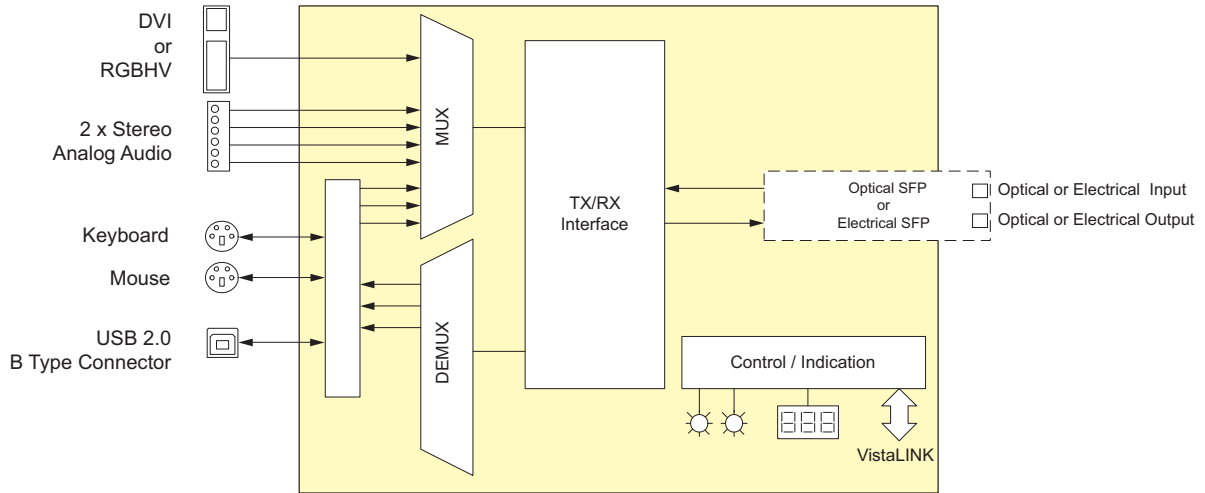 DVI
or
RGBHV
2 x Stereo
Analog Audio
Keyboard
Mouse
USB 2.0
B Type Connector
MUX
DEMUX
TX/RX
Interface
Optical SFP
or
Electrical SFP
Optical or Electrical Input
Optical or Electrical Output
Control / Indication
VistaLINK